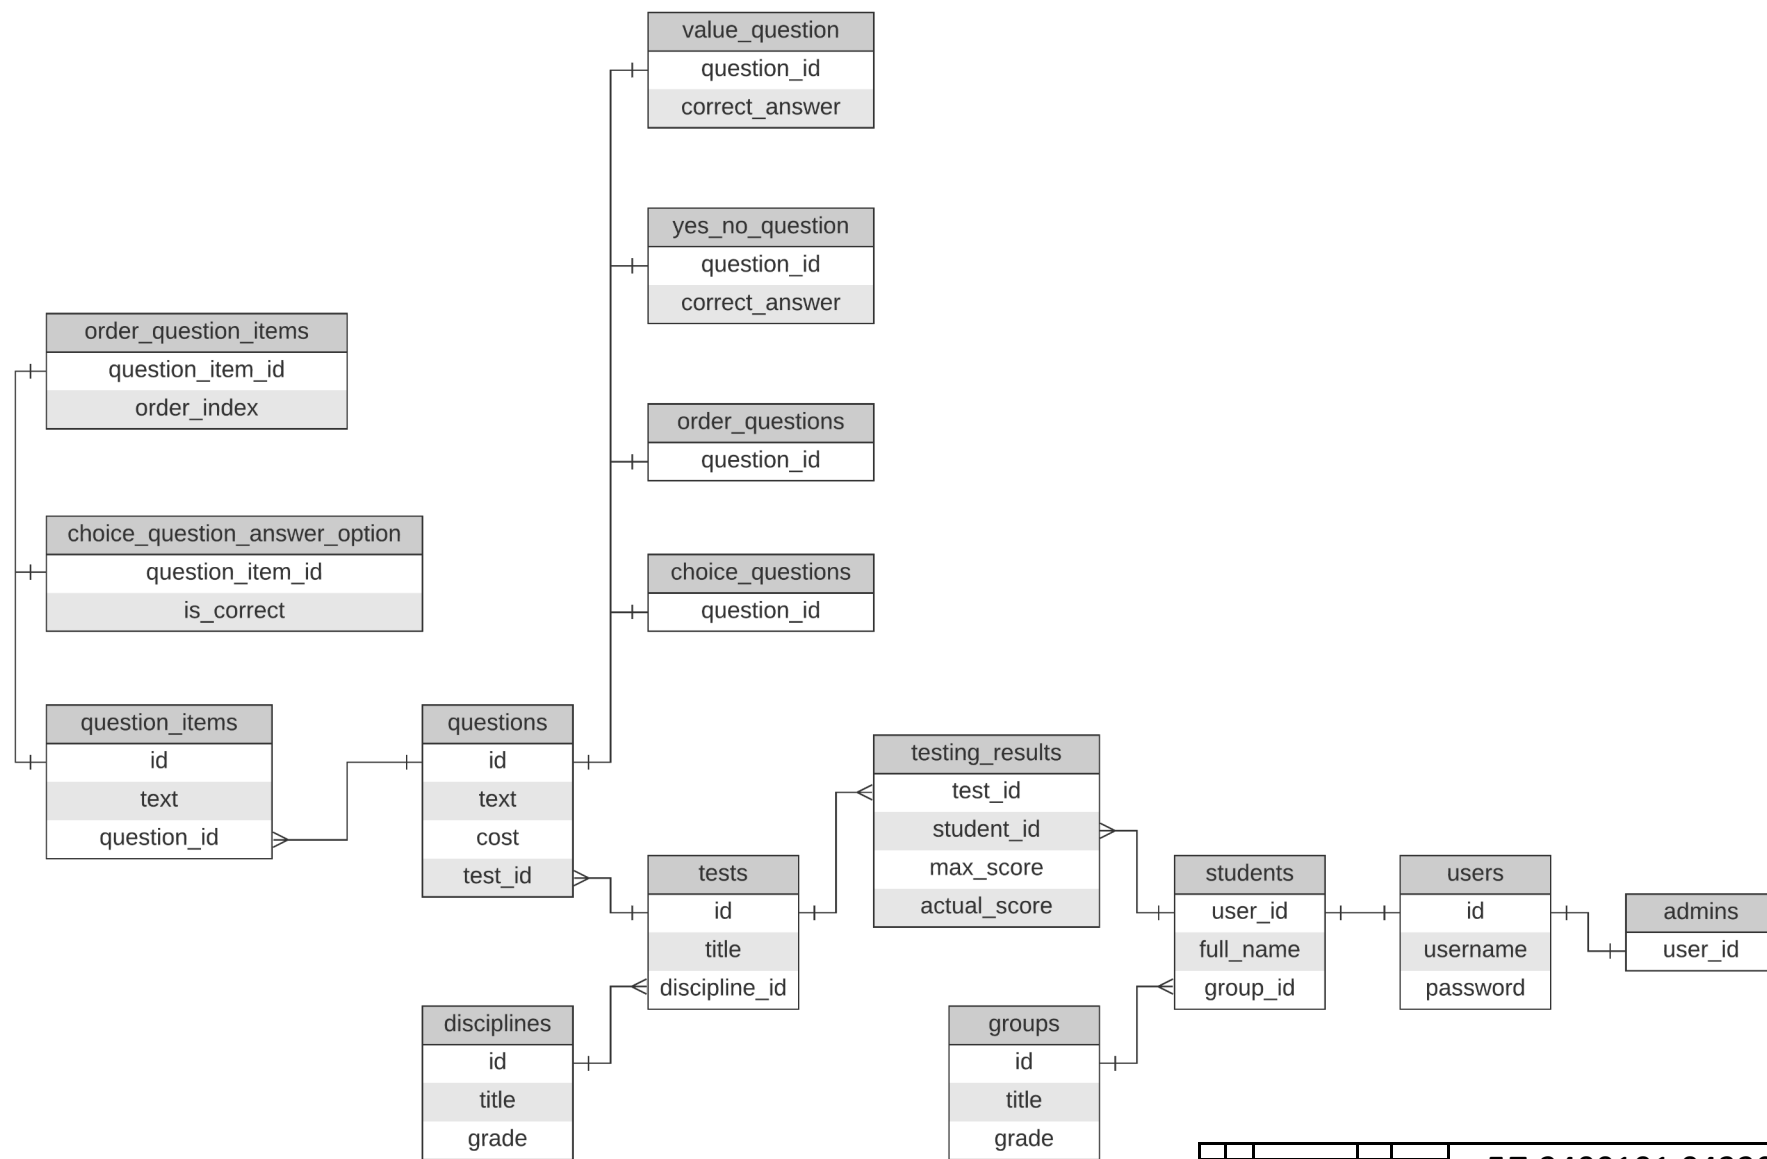 value_question
question_id
correct_answer
yes_no_question
question_id
correct_answer
order_question_items
question_item_id
order_index
order_questions
question_id
choice_question_answer_option
question_item_id
is_correct
choice_questions
question_id
question_items
id
text
question_id
questions
id
text
cost
test_id
testing_results
test_id
student_id
max_score
actual_score
tests
id
title
discipline_id
students
user_id
full_name
group_id
users
id
username
password
admins
user_id
disciplines
id
title
grade
groups
id
title
grade